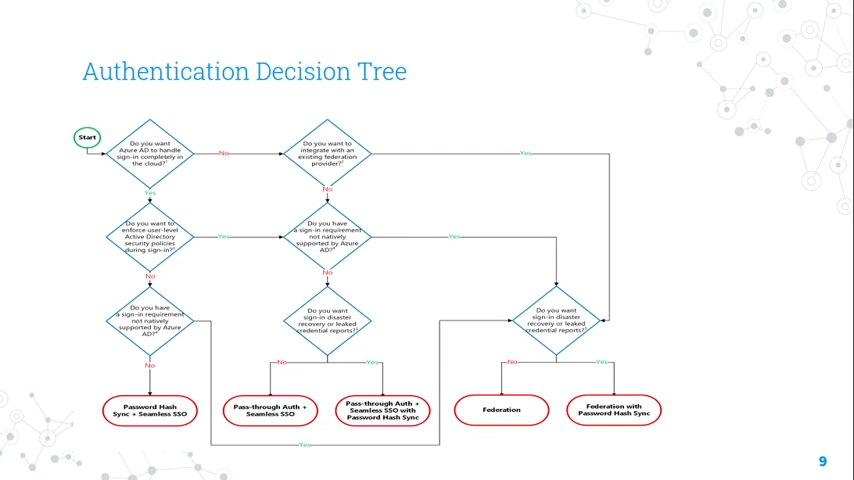 Authentication Decision Tree
Start
Do you want
Azure AD to handle
sign-in completely in
the cloud?¹
No
Do you want to
integrate with an
existing federation
provider?²
Yes
Yes
No
Do you want to
enforce user-level
Active Directory
security policies
during sign-in?³
Yes
Do you have
a sign-in requirement
not natively
supported by Azure
AD?⁴
Yes
No
No
Do you have
a sign-in requirement
not natively
supported by Azure
AD?⁴
Do you want
sign-in disaster
recovery or leaked
credential reports?⁵
Do you want
sign-in disaster
recovery or leaked
credential reports?⁵
No
No
Yes
No
Yes
Password Hash
Sync + Seamless SSO
Pass-through Auth +
Seamless SSO
Pass-through Auth +
Seamless SSO with
Password Hash Sync
Federation
Federation with
Password Hash Sync
Yes
9